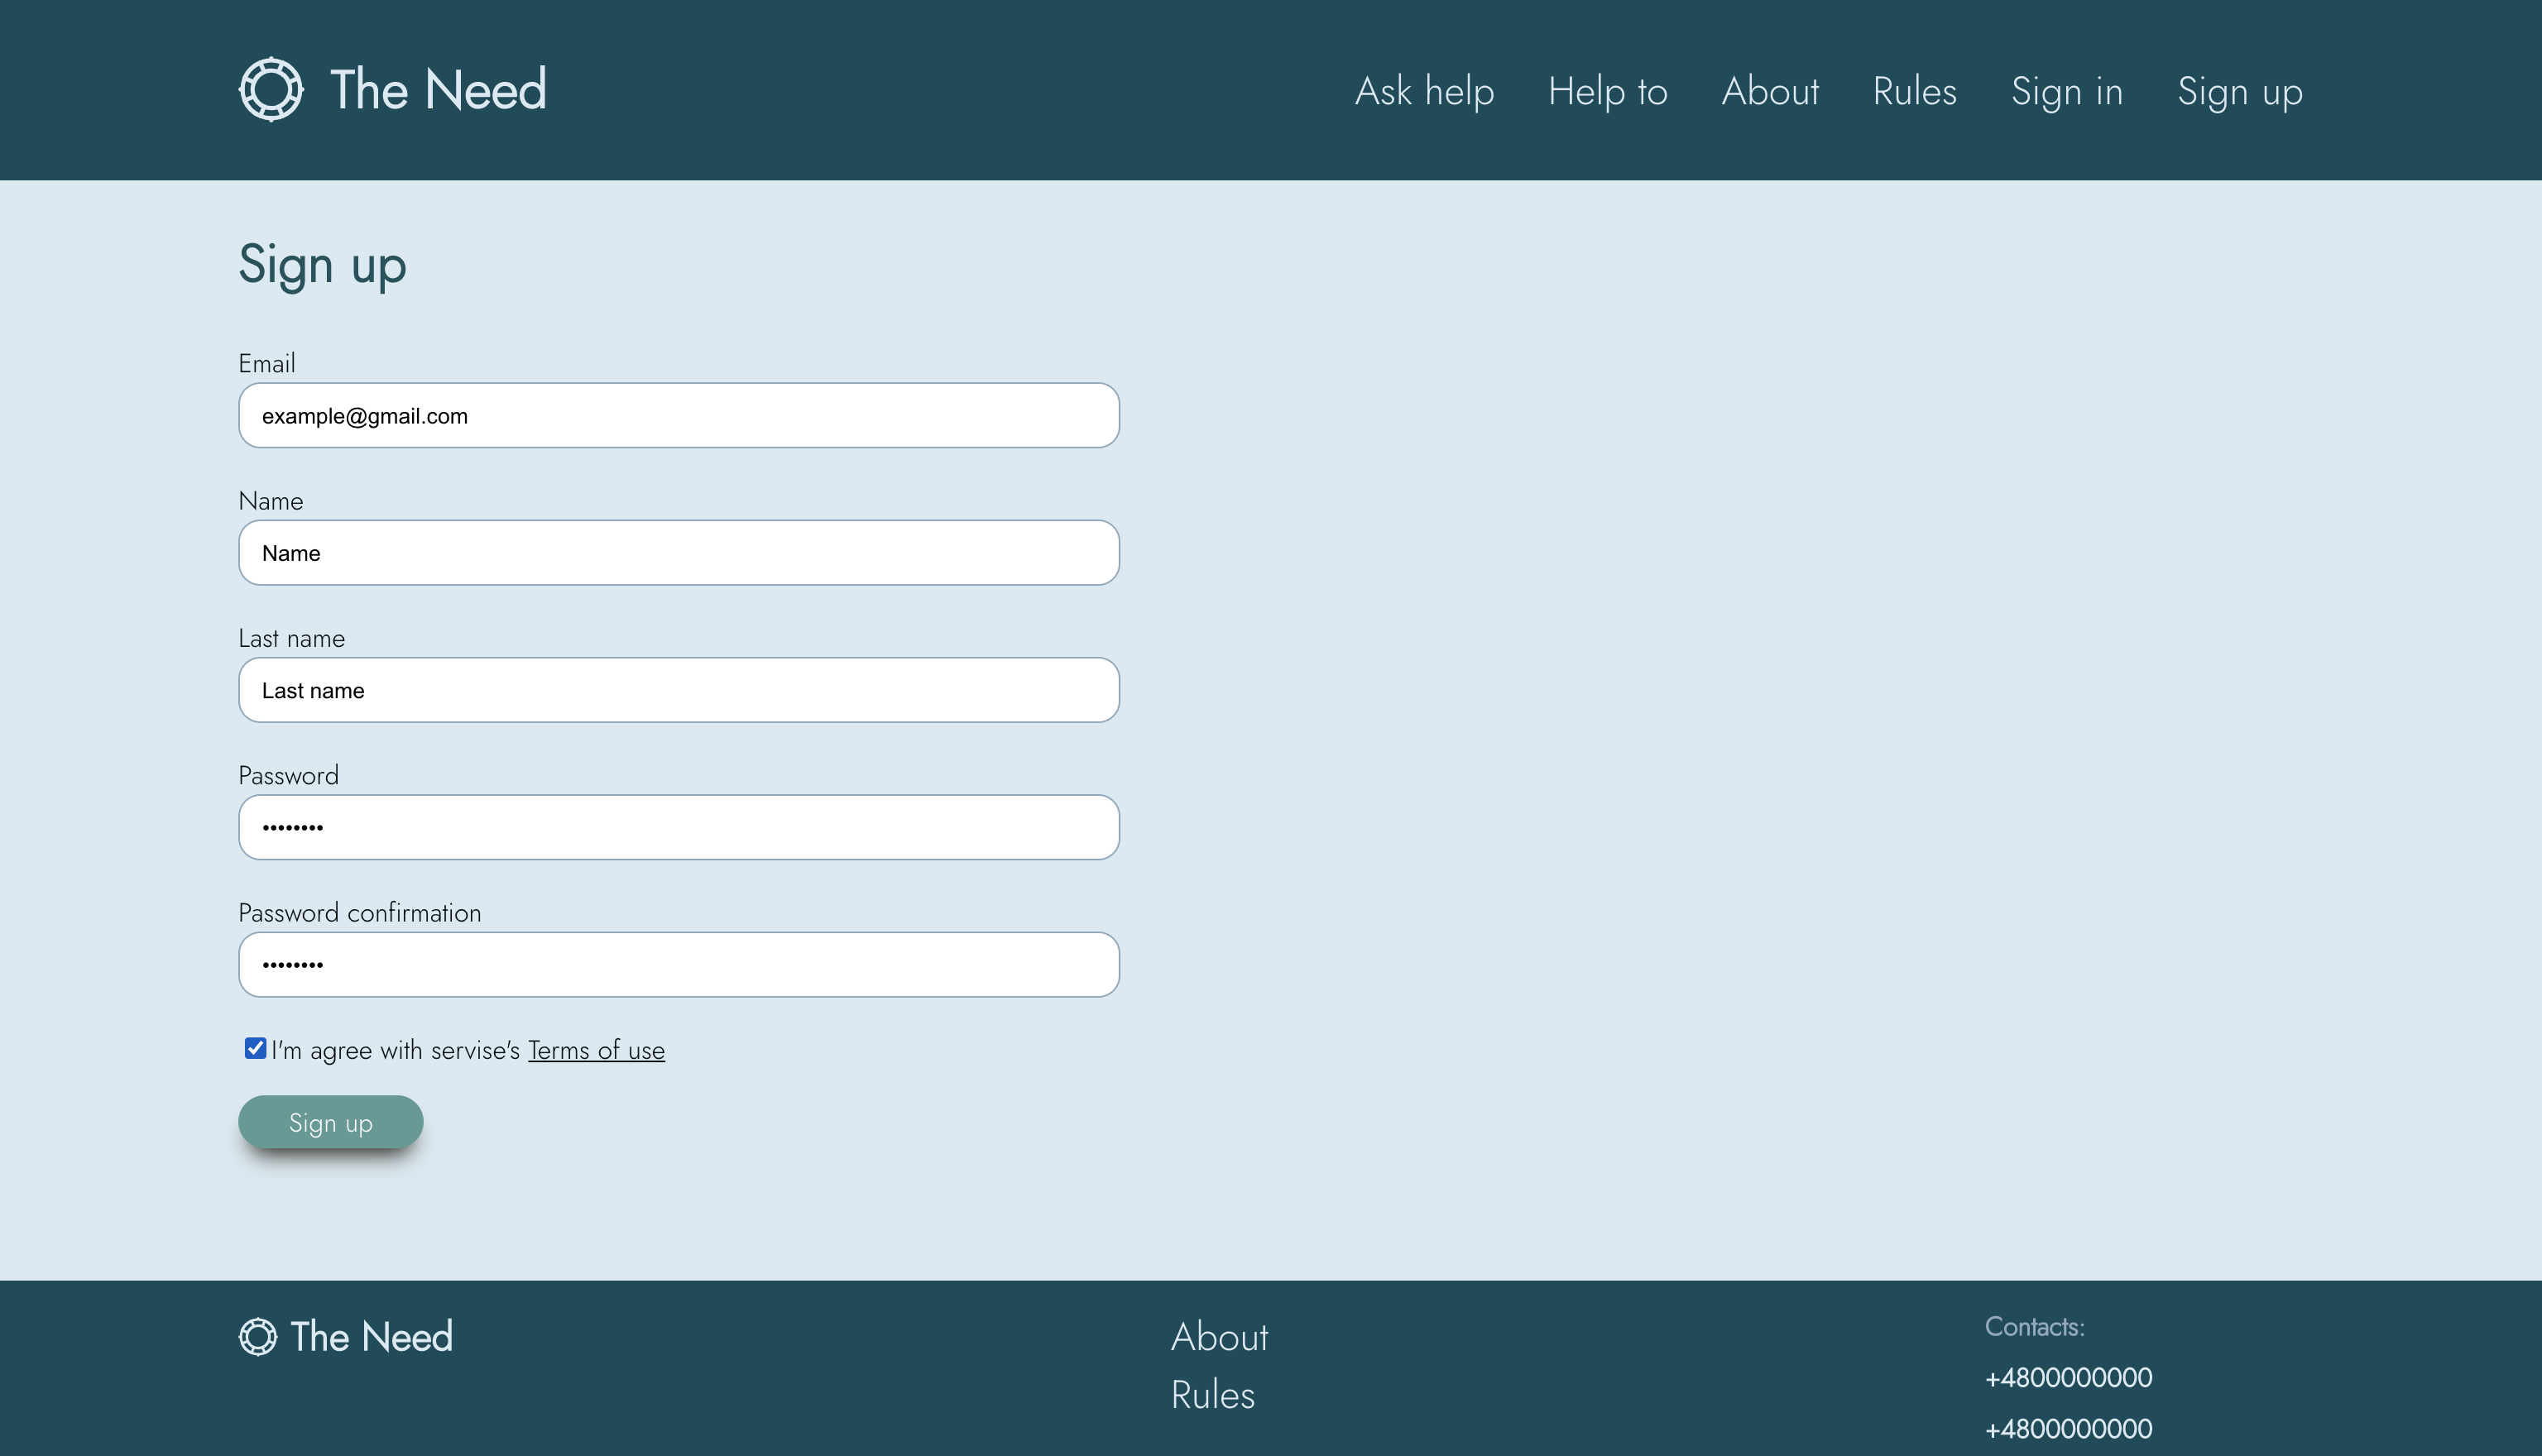 The Need
Ask help Help to About Rules Sign in Sign up
Sign up
Email
example@gmail.com
Name
Name
Last name
Last name
Password
••••••••
Password confirmation
••••••••
I'm agree with servise's Terms of use
Sign up
The Need
About
Rules
Contacts:
+4800000000
+4800000000